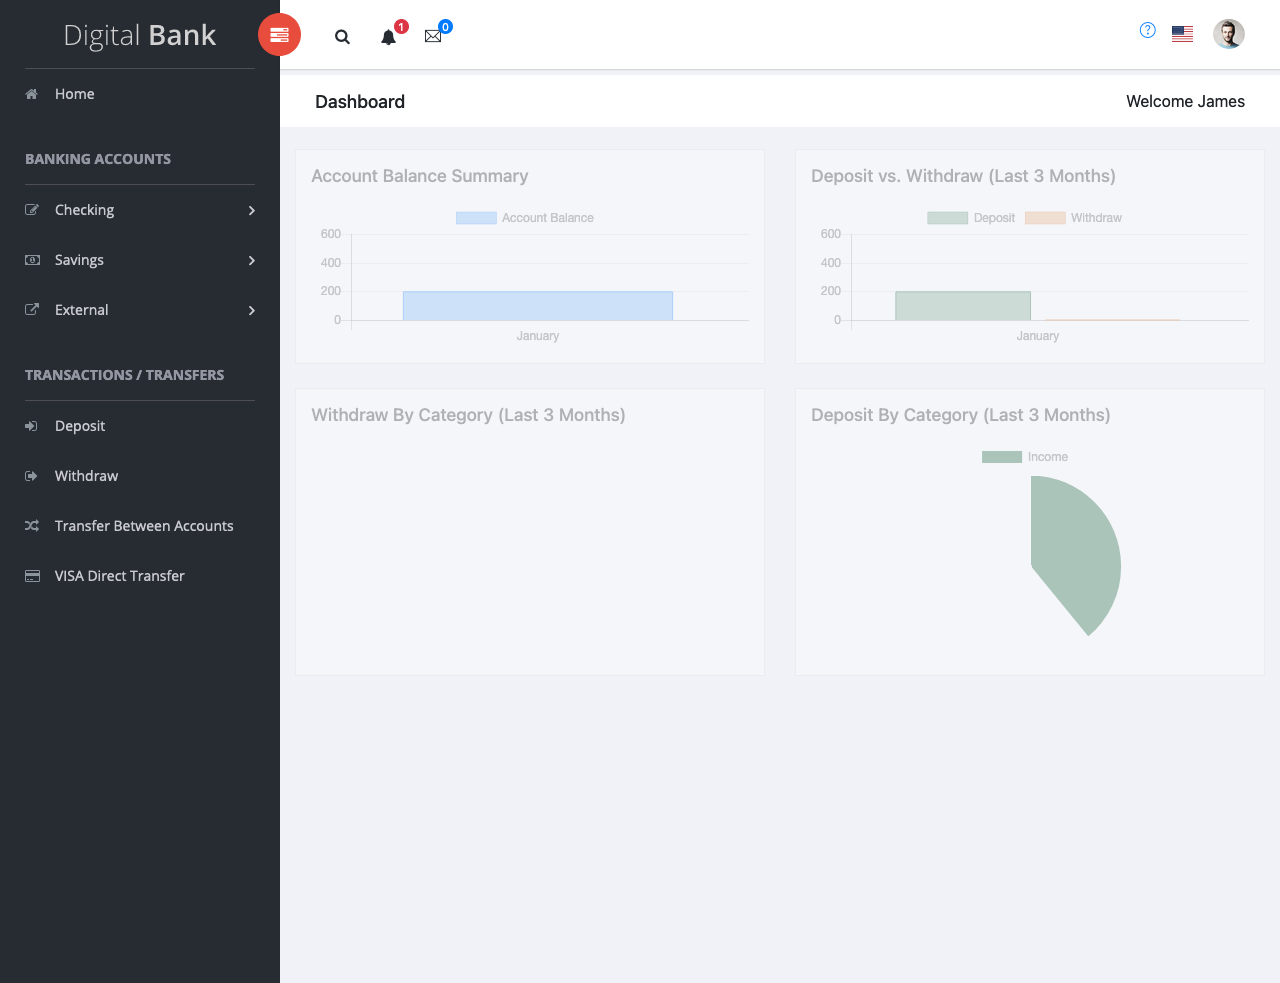 Digital Bank
1
0
Dashboard
Welcome James
Home
BANKING ACCOUNTS
Checking
Savings
External
TRANSACTIONS / TRANSFERS
Deposit
Withdraw
Transfer Between Accounts
VISA Direct Transfer
Account Balance Summary
Account Balance
600
400
200
0
January
Deposit vs. Withdraw (Last 3 Months)
Deposit Withdraw
600
400
200
0
January
Withdraw By Category (Last 3 Months)
Deposit By Category (Last 3 Months)
Income